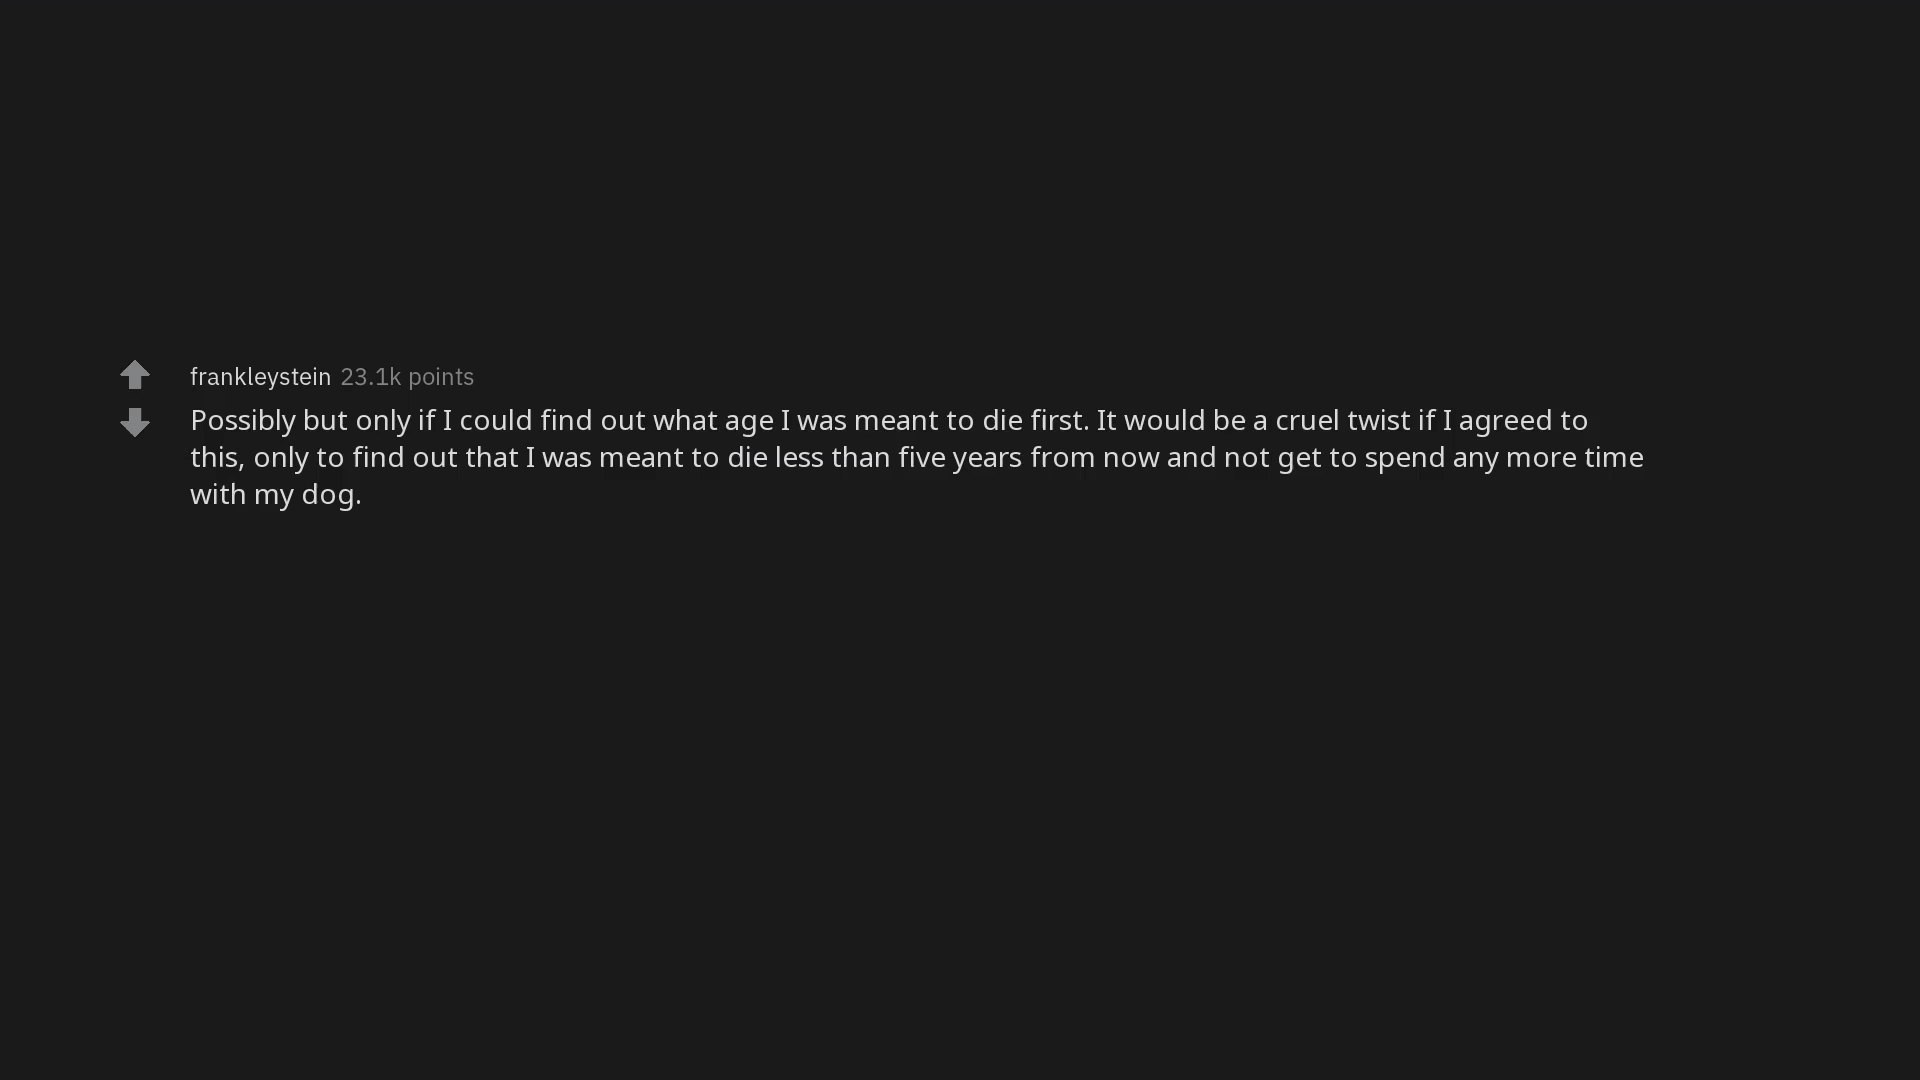 frankleystein 23.1k points
Possibly but only if I could find out what age I was meant to die first. It would be a cruel twist if I agreed to
this, only to find out that I was meant to die less than five years from now and not get to spend any more time
with my dog.